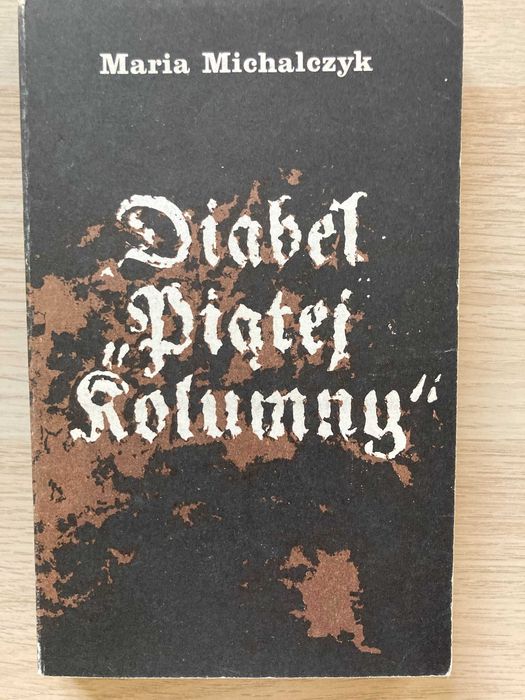 Maria Michalczyk
Diabeł
„Piątej
Kolumny”